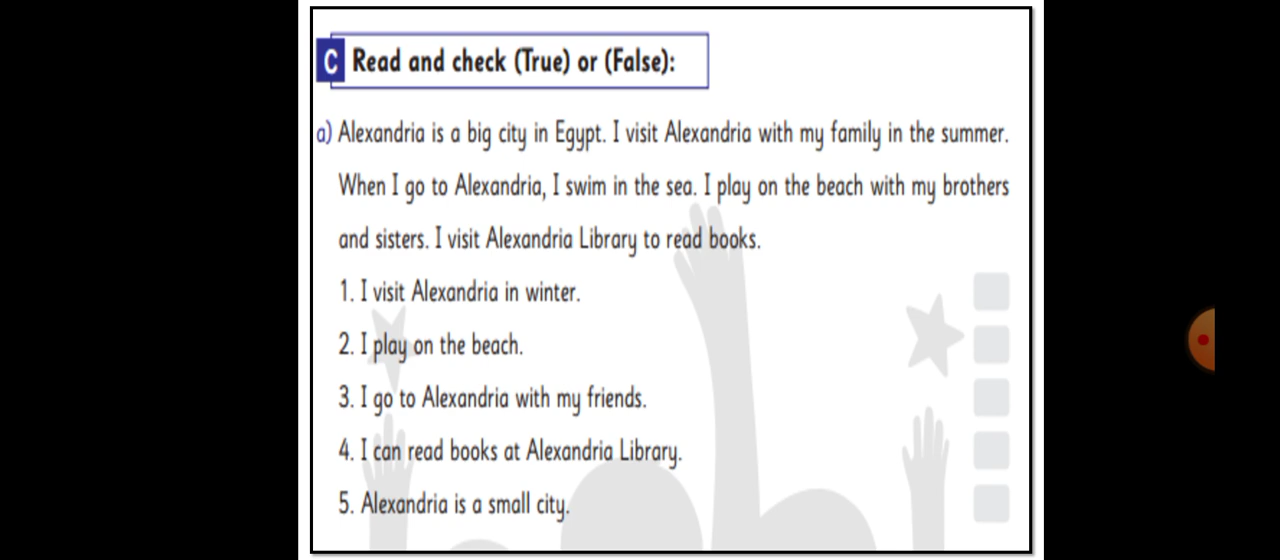 C Read and check (True) or (False):
a) Alexandria is a big city in Egypt. I visit Alexandria with my family in the summer.
When I go to Alexandria, I swim in the sea. I play on the beach with my brothers
and sisters. I visit Alexandria Library to read books.
1. I visit Alexandria in winter.
2. I play on the beach.
3. I go to Alexandria with my friends.
4. I can read books at Alexandria Library.
5. Alexandria is a small city.